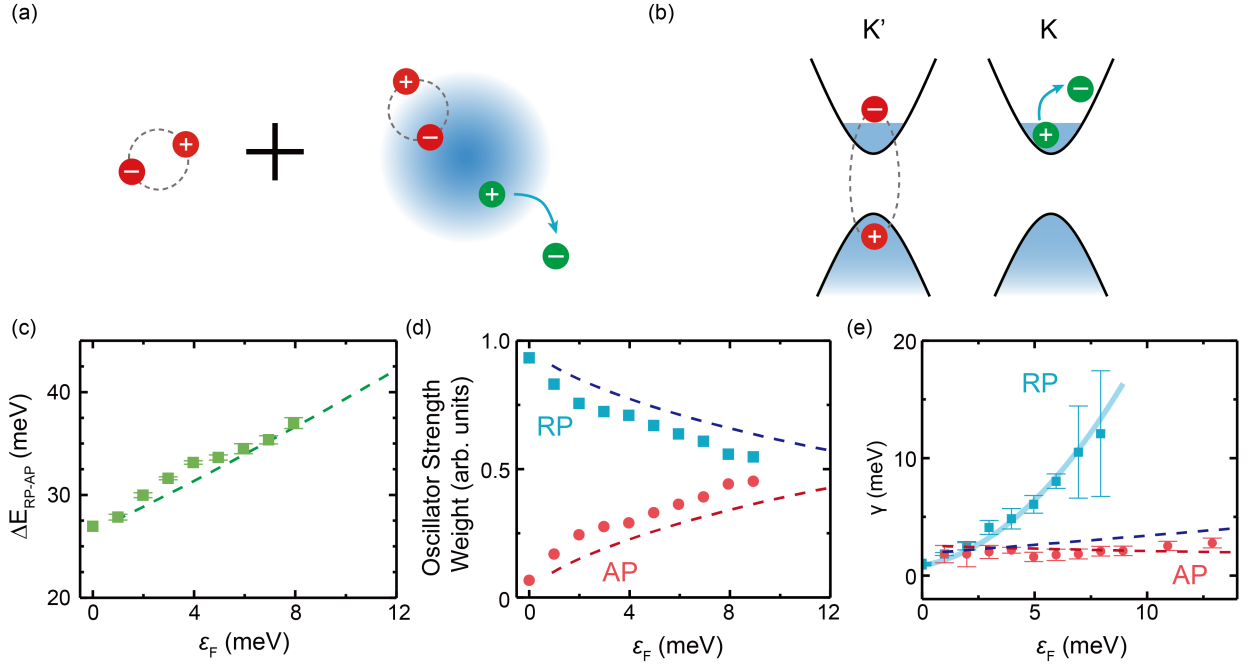 (a)
(b)
K'
K
+
−
+
−
+
−
−
+
−
+
(c)
40
30
20
0
4
8
12
ΔE_RP-AP (meV)
ε_F (meV)
(d)
1.0
0.5
0
0
4
8
12
Oscillator Strength
Weight (arb. units)
RP
AP
ε_F (meV)
(e)
20
10
0
0
5
10
γ (meV)
RP
AP
ε_F (meV)